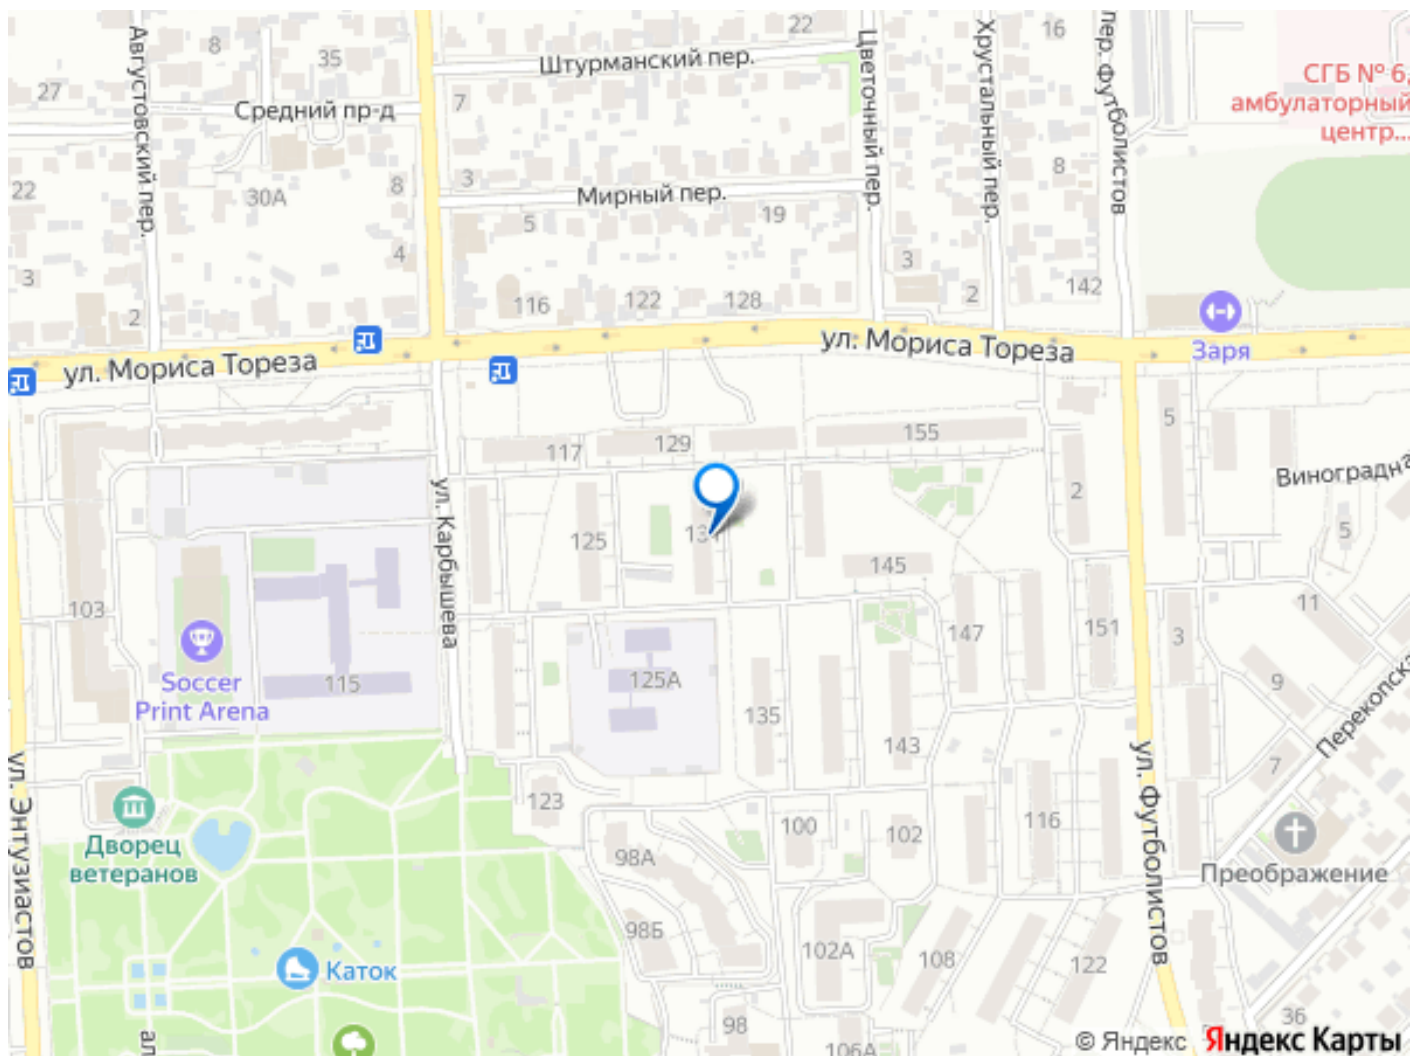 Августовский пер.
8
35
27
Средний пр-д
7
22
30А
8
3
4
3
2
Штурманский пер.
22
Цветочный пер.
Хрустальный пер.
16
пер. Футболистов
СГБ № 6,
амбулаторный
центр...
Мирный пер.
5
19
8
3
2
142
116
122
128
ул. Мориса Тореза
ул. Мориса Тореза
Заря
117
129
155
5
2
Виноградна
5
ул. Карбышева
125
145
103
147
151
3
11
9
Soccer
Print Arena
115
125А
135
143
7
Перекопска
ул. Энтузиастов
123
100
102
116
ул. Футболистов
Преображение
Дворец
ветеранов
98А
98Б
102А
108
122
Каток
98
106А
36
ал
© Яндекс
Яндекс Карты